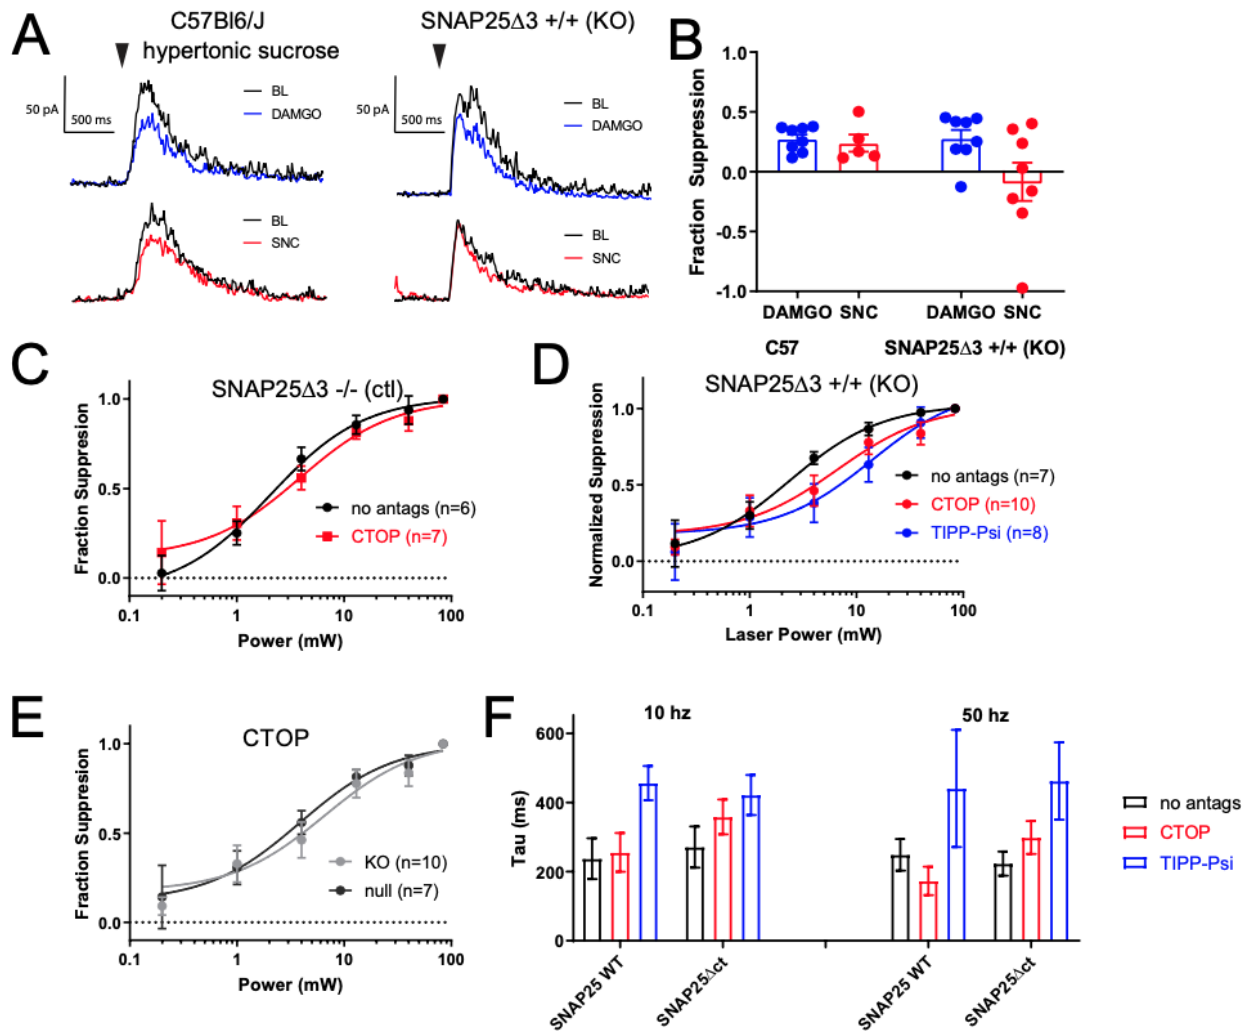 A
C57Bl6/J
hypertonic sucrose
50 pA
500 ms
BL
DAMGO
BL
SNC
SNAP25Δ3 +/+ (KO)
50 pA
500 ms
BL
DAMGO
BL
SNC
B
Fraction Suppression
1.0
0.5
0.0
-0.5
-1.0
DAMGO SNC
DAMGO SNC
C57
SNAP25Δ3 +/+ (KO)
C
SNAP25Δ3 -/- (ctl)
Fraction Suppression
1.0
0.5
0.0
no antags (n=6)
CTOP (n=7)
0.1
1
10
100
Power (mW)
D
SNAP25Δ3 +/+ (KO)
Normalized Suppression
1.0
0.5
0.0
no antags (n=7)
CTOP (n=10)
TIPP-Psi (n=8)
0.1
1
10
100
Laser Power (mW)
E
CTOP
Fraction Suppresion
1.0
0.5
0.0
KO (n=10)
null (n=7)
0.1
1
10
100
Power (mW)
F
10 hz
50 hz
Tau (ms)
600
400
200
0
SNAP25 WT
SNAP25Δct
SNAP25 WT
SNAP25Δct
no antags
CTOP
TIPP-Psi